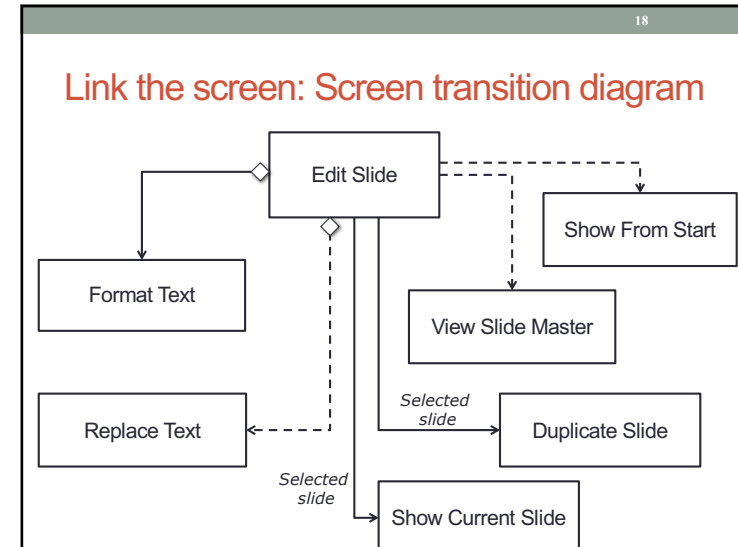 18
Link the screen: Screen transition diagram
Edit Slide
Show From Start
Format Text
View Slide Master
Replace Text
Selected
slide
Duplicate Slide
Selected
slide
Show Current Slide